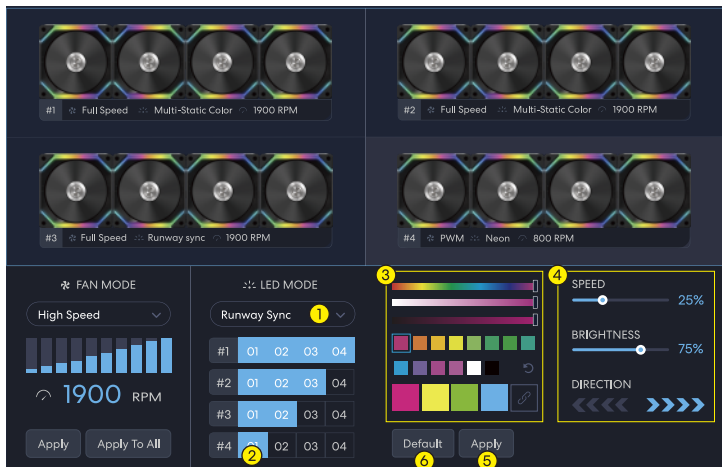 #1 Full Speed Multi-Static Color 1900 RPM
#2 Full Speed Multi-Static Color 1900 RPM
#3 Full Speed Runway sync 1900 RPM
#4 PWM Neon 800 RPM
FAN MODE
High Speed
1900 RPM
Apply Apply To All
LED MODE
Runway Sync 1
#1 01 02 03 04
#2 01 02 03 04
#3 01 02 03 04
#4 01 02 03 04
2
3
Default Apply
6 5
4
SPEED
25%
BRIGHTNESS
75%
DIRECTION